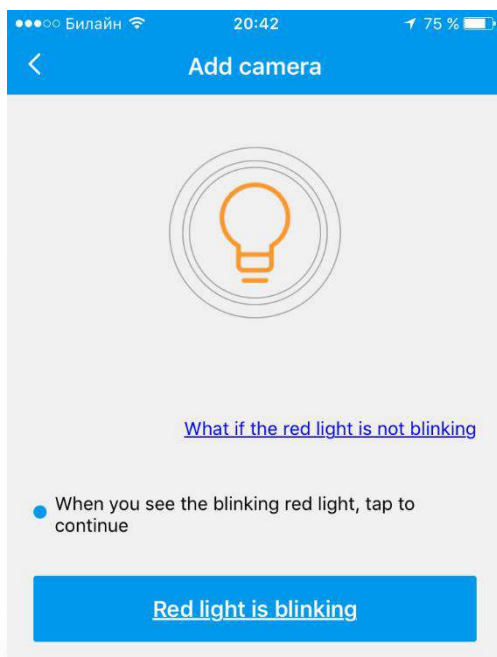 Билайн 20:42 75 %
Add camera
What if the red light is not blinking
When you see the blinking red light, tap to
continue
Red light is blinking